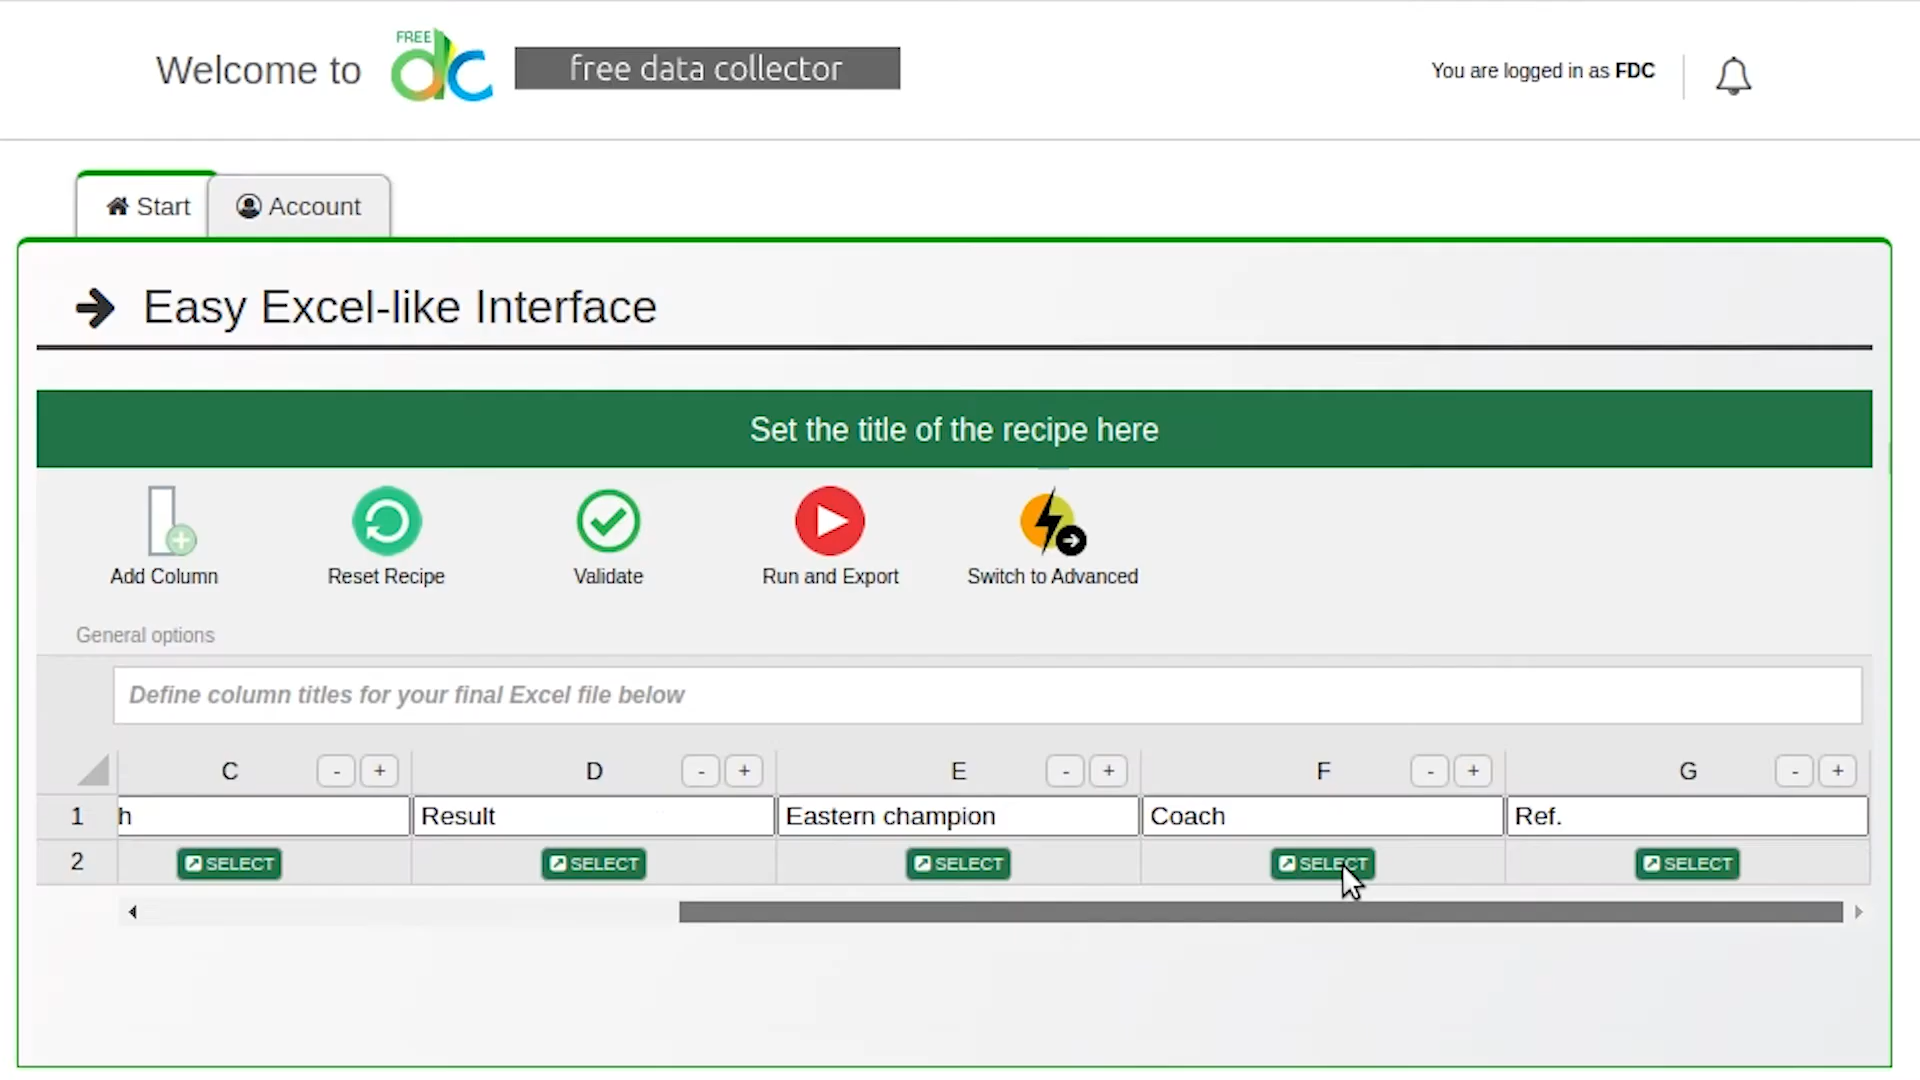 Welcome to FREE dc free data collector
You are logged in as FDC
Start Account
Easy Excel-like Interface
Set the title of the recipe here
Add Column Reset Recipe Validate Run and Export Switch to Advanced
General options
Define column titles for your final Excel file below
C - + D - + E - + F - + G - +
1 h Result Eastern champion Coach Ref.
2 SELECT SELECT SELECT SELECT SELECT